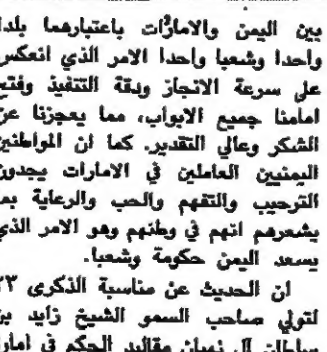 بين اليمن والامارات باعتبارهما بلدا
واحدا وشعبا واحدا الامر الذي انعكس
على سرعة الانجاز ودقة التنفيذ وفتح
امامنا جميع الابواب، مما يعجزنا عن
الشكر وعالي التقدير. كما ان المواطنين
اليمنيين العاملين في الامارات يجدون
الترحيب والتفهم والحب والرعاية بما
يشعرهم انهم في وطنهم وهو الامر الذي
يسعد اليمن حكومة وشعبا.
ان الحديث عن مناسبة الذكرى ٢٣
لتولي صاحب السمو الشيخ زايد بن
سلطان آل نهيان مقاليد الحكم في